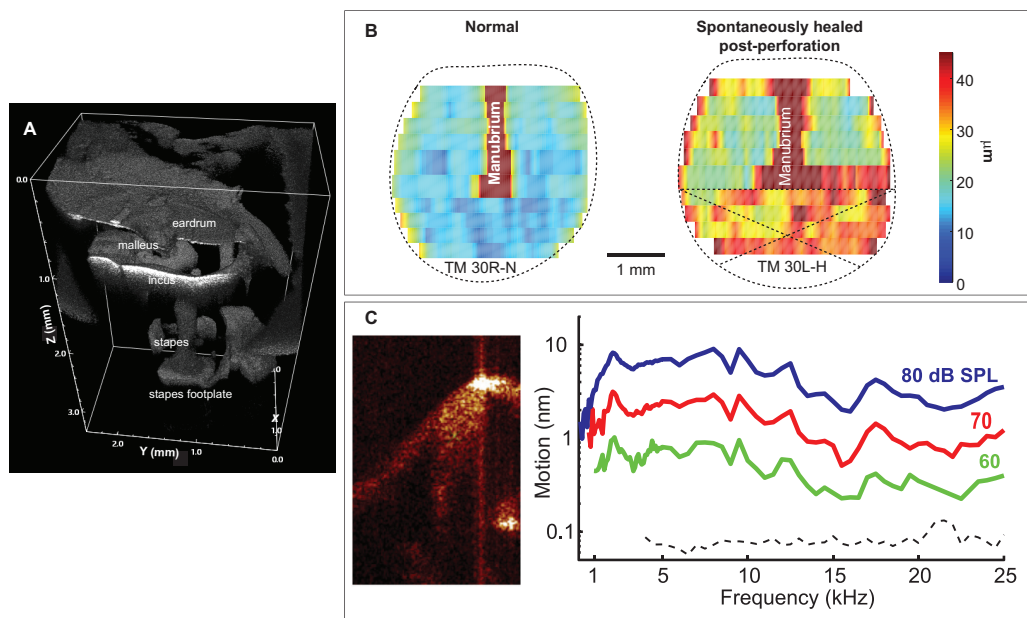 A
0.0
1.0
2.0
3.0
Z (mm)
eardrum
malleus
incus
stapes
stapes footplate
0
X
1.0
2.0
1.0
0.0
Y (mm)
B
Normal
Manubrium
TM 30R-N
1 mm
Spontaneously healed
post-perforation
Manubrium
TM 30L-H
40
30
20
10
0
μm
C
Motion (nm)
10
1
0.1
80 dB SPL
70
60
1
5
10
15
20
25
Frequency (kHz)